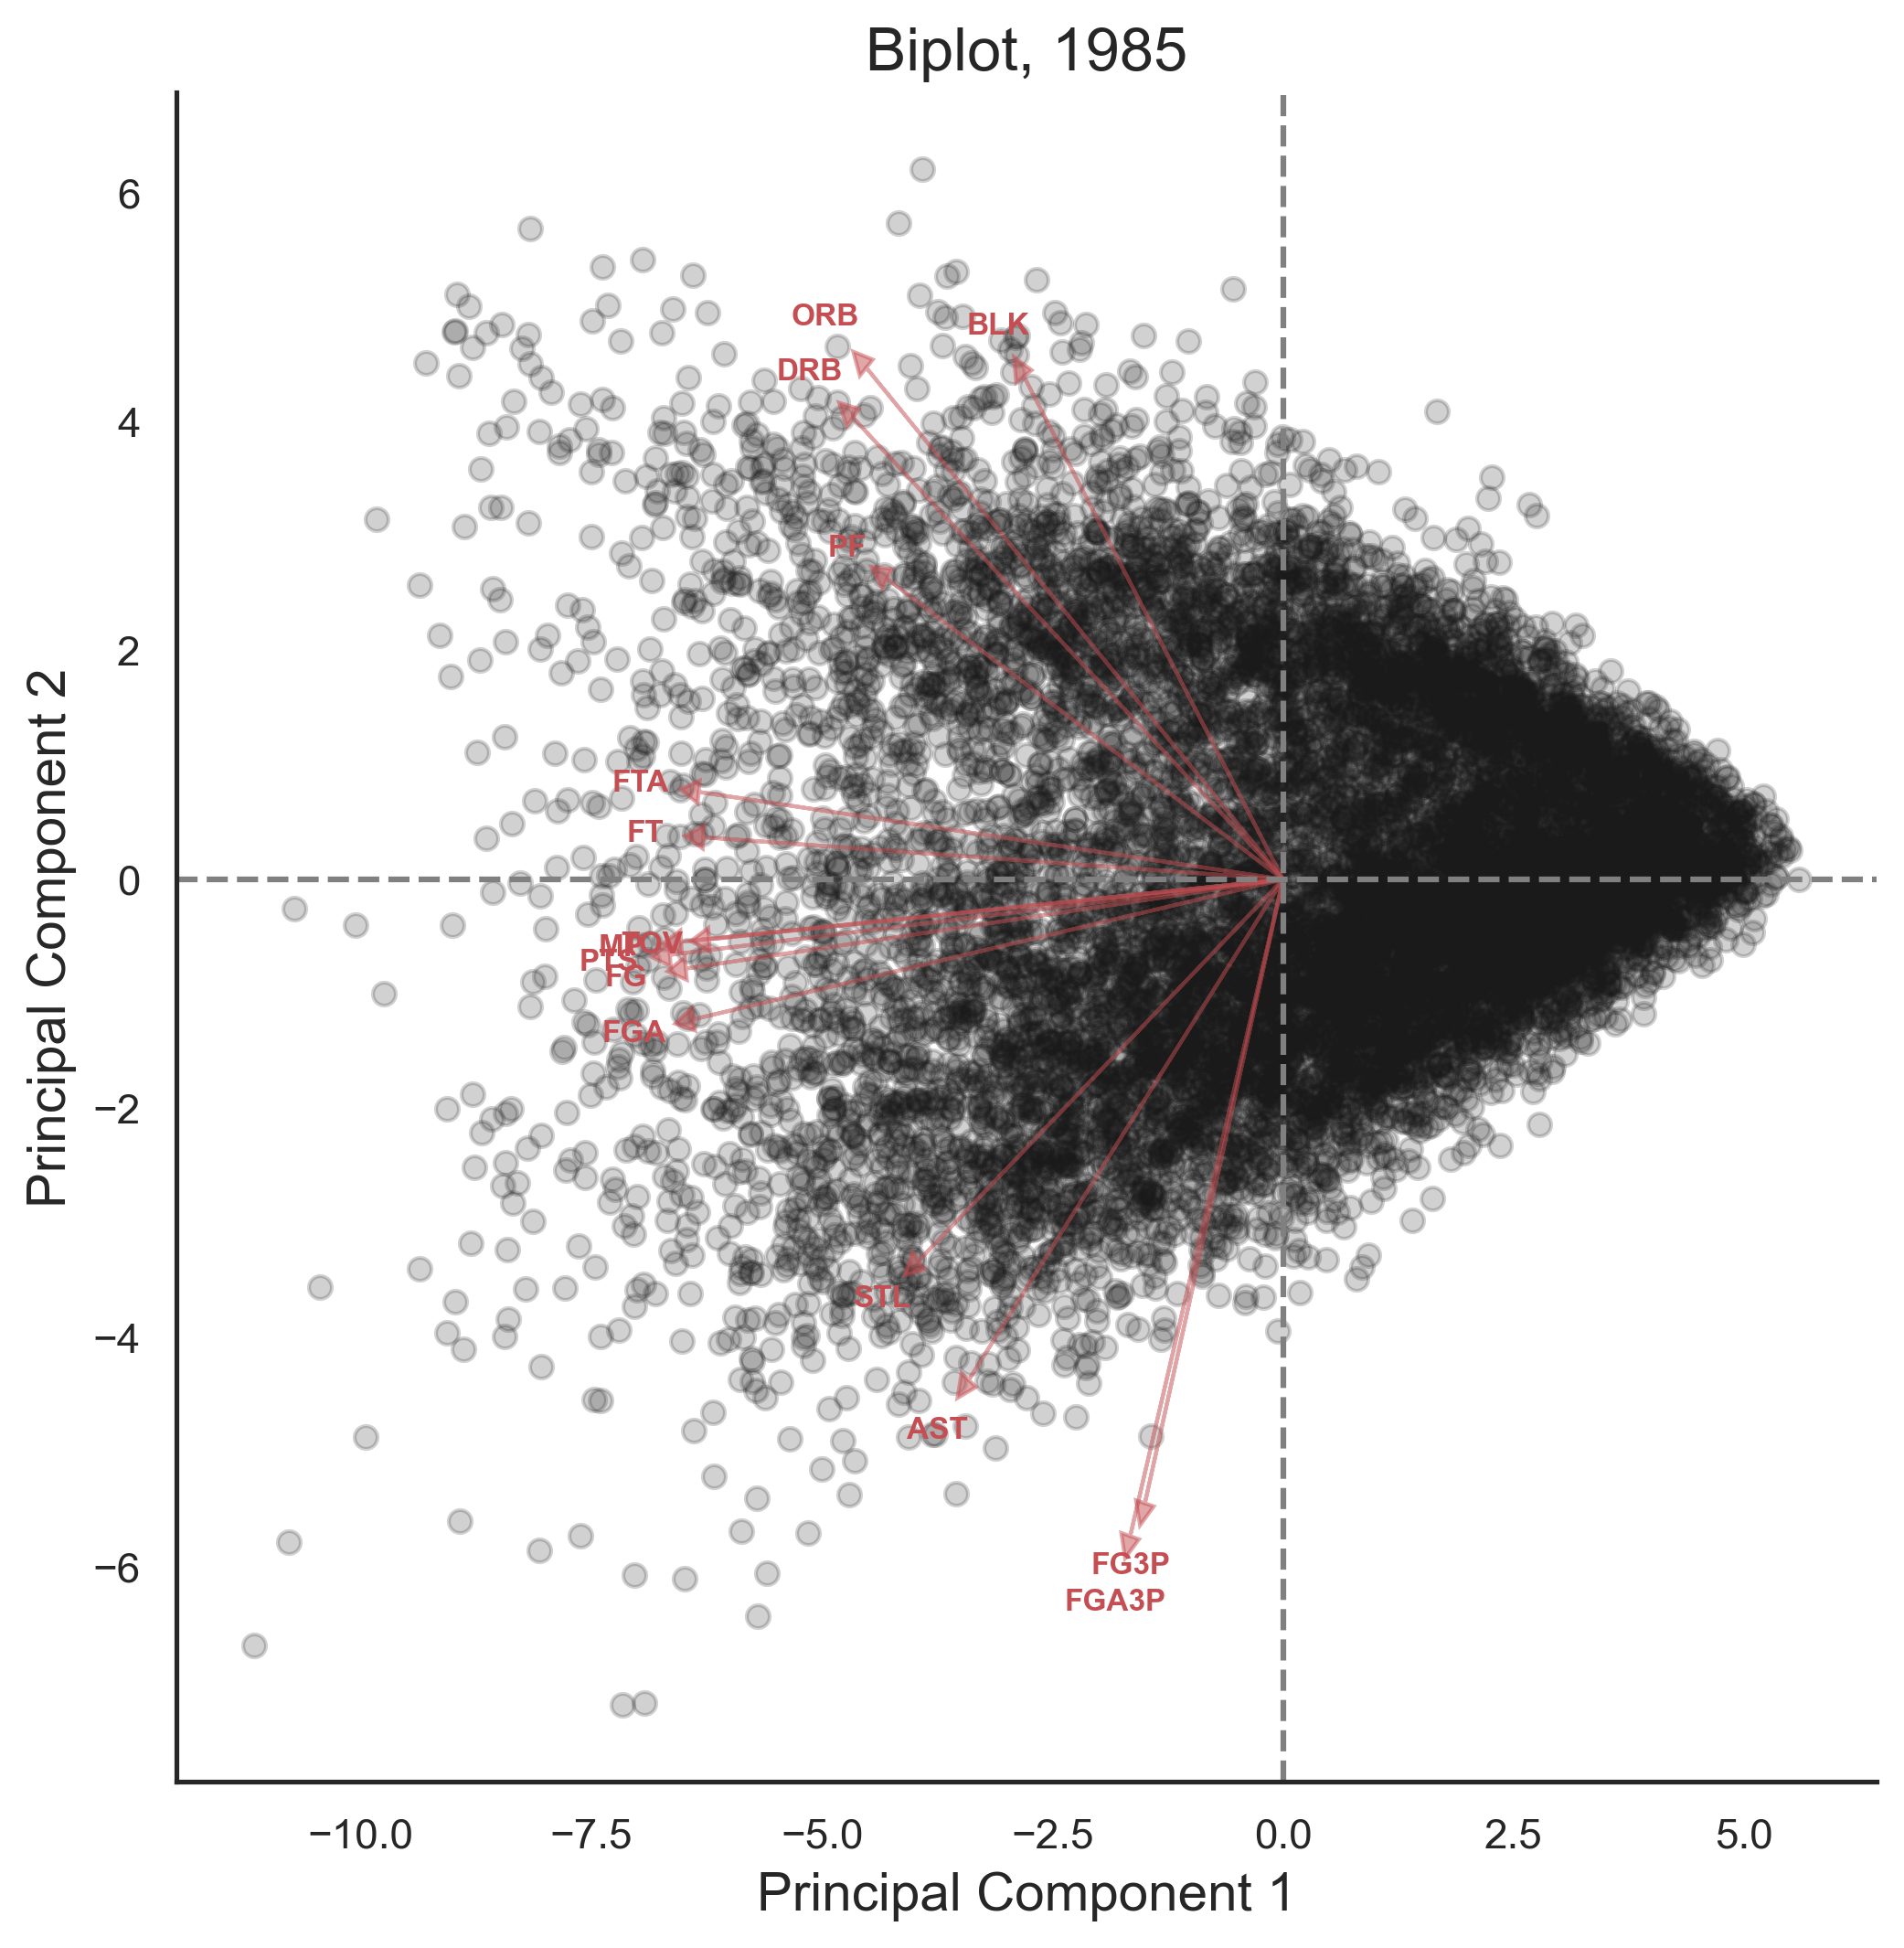 Biplot, 1985
Principal Component 2
6
4
2
0
−2
−4
−6
ORB
BLK
DRB
PF
FTA
FT
MP
TOV
PTS
FG
FGA
STL
AST
FG3P
FGA3P
−10.0
−7.5
−5.0
−2.5
0.0
2.5
5.0
Principal Component 1